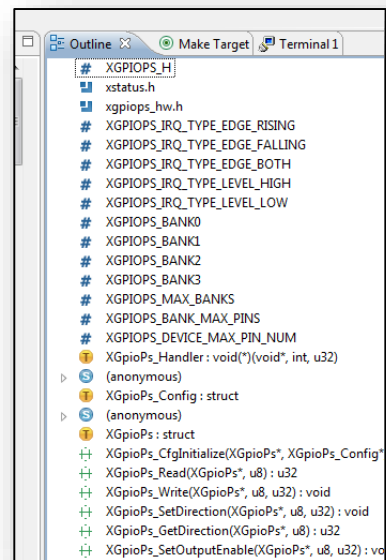 Outline Make Target Terminal 1
# XGPIOPS_H
xstatus.h
xgpiops_hw.h
# XGPIOPS_IRQ_TYPE_EDGE_RISING
# XGPIOPS_IRQ_TYPE_EDGE_FALLING
# XGPIOPS_IRQ_TYPE_EDGE_BOTH
# XGPIOPS_IRQ_TYPE_LEVEL_HIGH
# XGPIOPS_IRQ_TYPE_LEVEL_LOW
# XGPIOPS_BANK0
# XGPIOPS_BANK1
# XGPIOPS_BANK2
# XGPIOPS_BANK3
# XGPIOPS_MAX_BANKS
# XGPIOPS_BANK_MAX_PINS
# XGPIOPS_DEVICE_MAX_PIN_NUM
T XGpioPs_Handler : void(*)(void*, int, u32)
S (anonymous)
T XGpioPs_Config : struct
S (anonymous)
T XGpioPs : struct
XGpioPs_CfgInitialize(XGpioPs*, XGpioPs_Config*
XGpioPs_Read(XGpioPs*, u8) : u32
XGpioPs_Write(XGpioPs*, u8, u32) : void
XGpioPs_SetDirection(XGpioPs*, u8, u32) : void
XGpioPs_GetDirection(XGpioPs*, u8) : u32
XGpioPs_SetOutputEnable(XGpioPs*, u8, u32) : vo